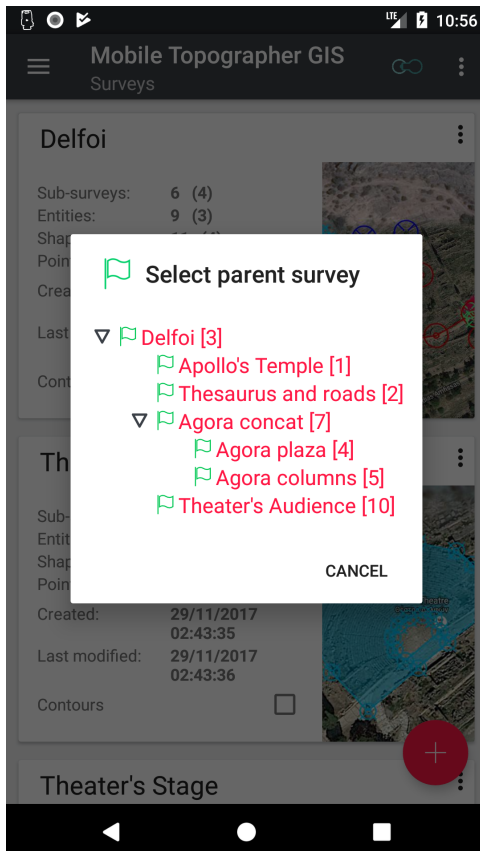 LTE
10:56
Mobile Topographer GIS
Surveys
Delfoi
Sub-surveys: 6 (4)
Entities: 9 (3)
Select parent survey
Delfoi [3]
Apollo's Temple [1]
Thesaurus and roads [2]
Agora concat [7]
Agora plaza [4]
Agora columns [5]
Theater's Audience [10]
CANCEL
Created: 29/11/2017
02:43:35
Last modified: 29/11/2017
02:43:36
Contours
Theater's Stage